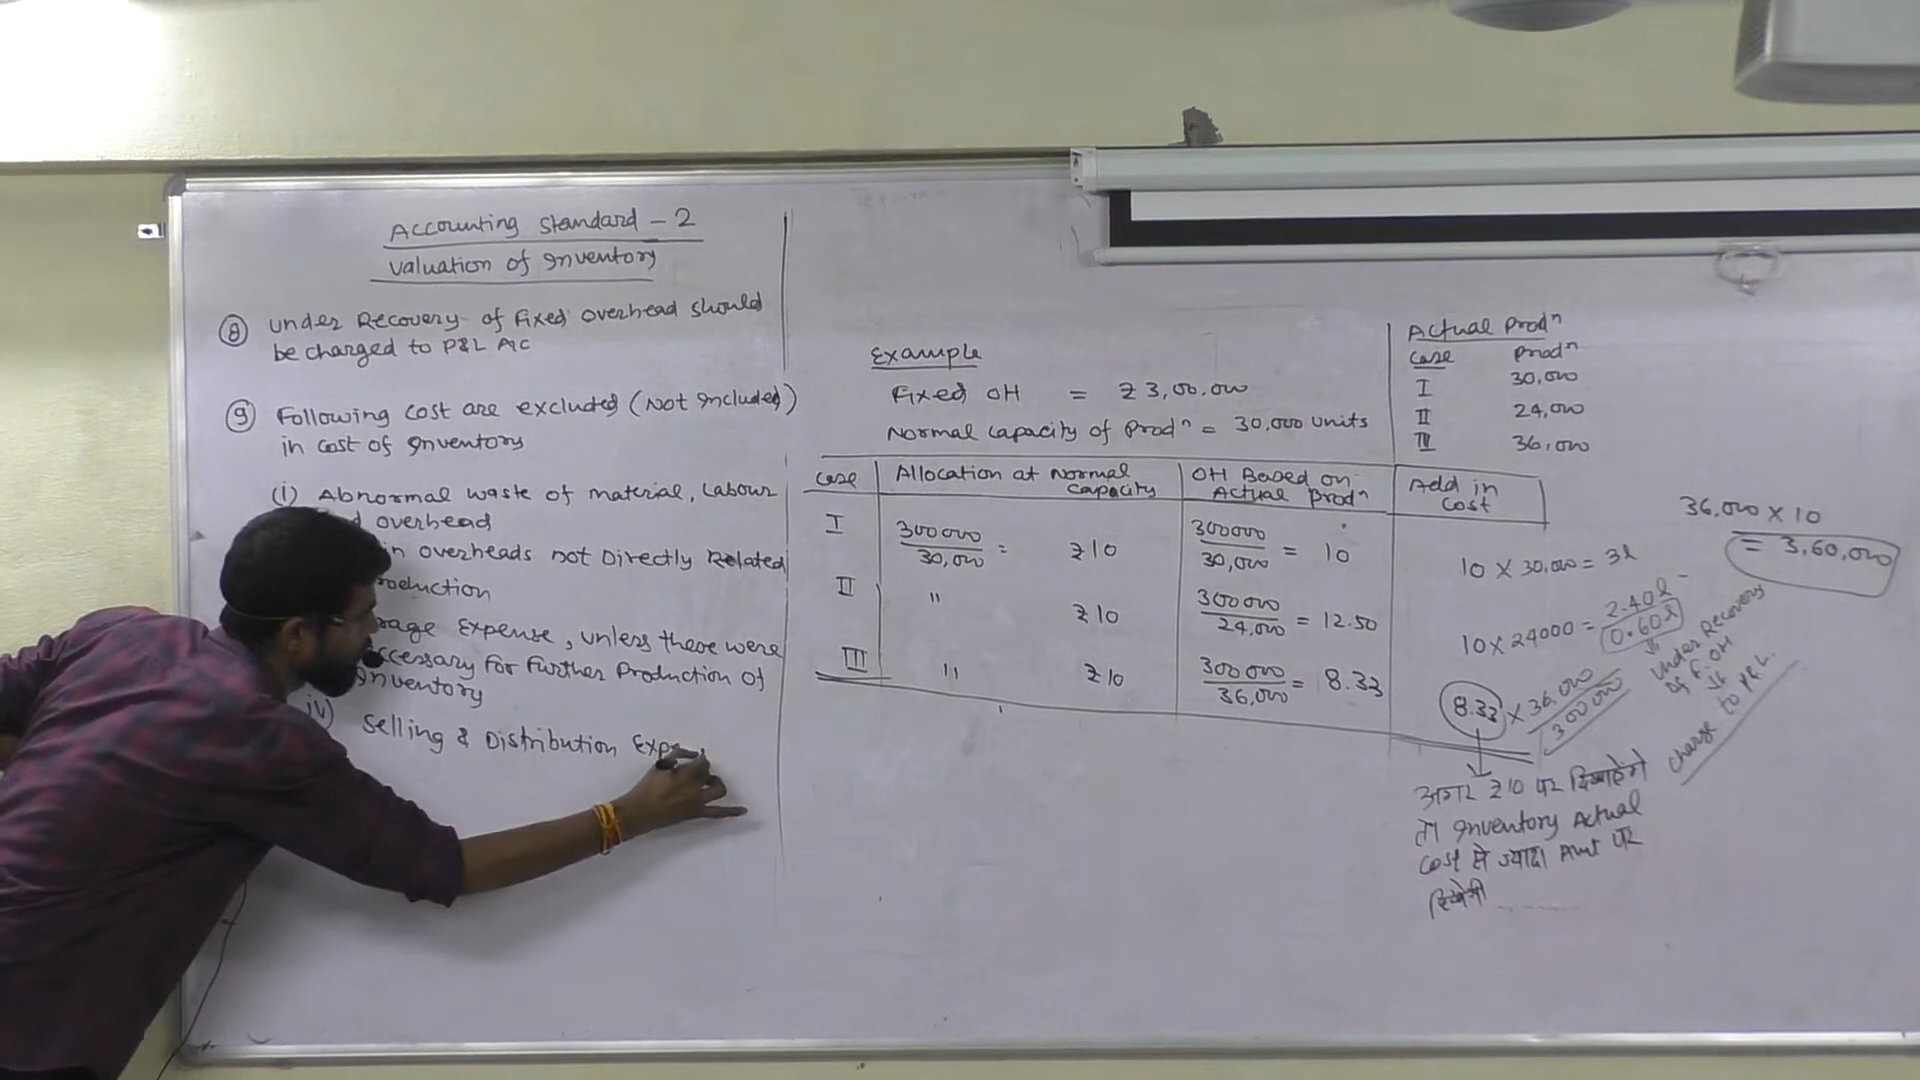 Accounting Standard - 2
Valuation of Inventory
⑧ Under Recovery of Fixed overhead should
be charged to P&L A/c
⑨ Following cost are excluded (Not Included)
in cost of Inventory
(i) Abnormal waste of material, Labour
overhead
overheads not Directly Related
Expense, unless these were
for further Production of
Inventory
iv) Selling & Distribution
Example
Fixed OH = ₹3,00,000
Normal capacity of Prodⁿ = 30,000 units
Actual Prodⁿ
Case Prodⁿ
I 30,000
II 24,000
III 36,000
Case Allocation at Normal Capacity OH Based on Actual Prodⁿ Add in Cost
I 300000/30,000 = ₹10 300000/30,000 = 10 10 X 30,000 = 3l
II " ₹10 300000/24,000 = 12.50 10 X 24000 = 2.40l
0.60l
III " ₹10 300000/36,000 = 8.33 8.33 X 36,000
300000
36,000 X 10
= 3,60,000
Under Recovery
of F.OH
charge to P&L.
अगर ₹10 पर दिखाएंगे
तो Inventory Actual
Cost से ज्यादा Amt पर
दिखेगी